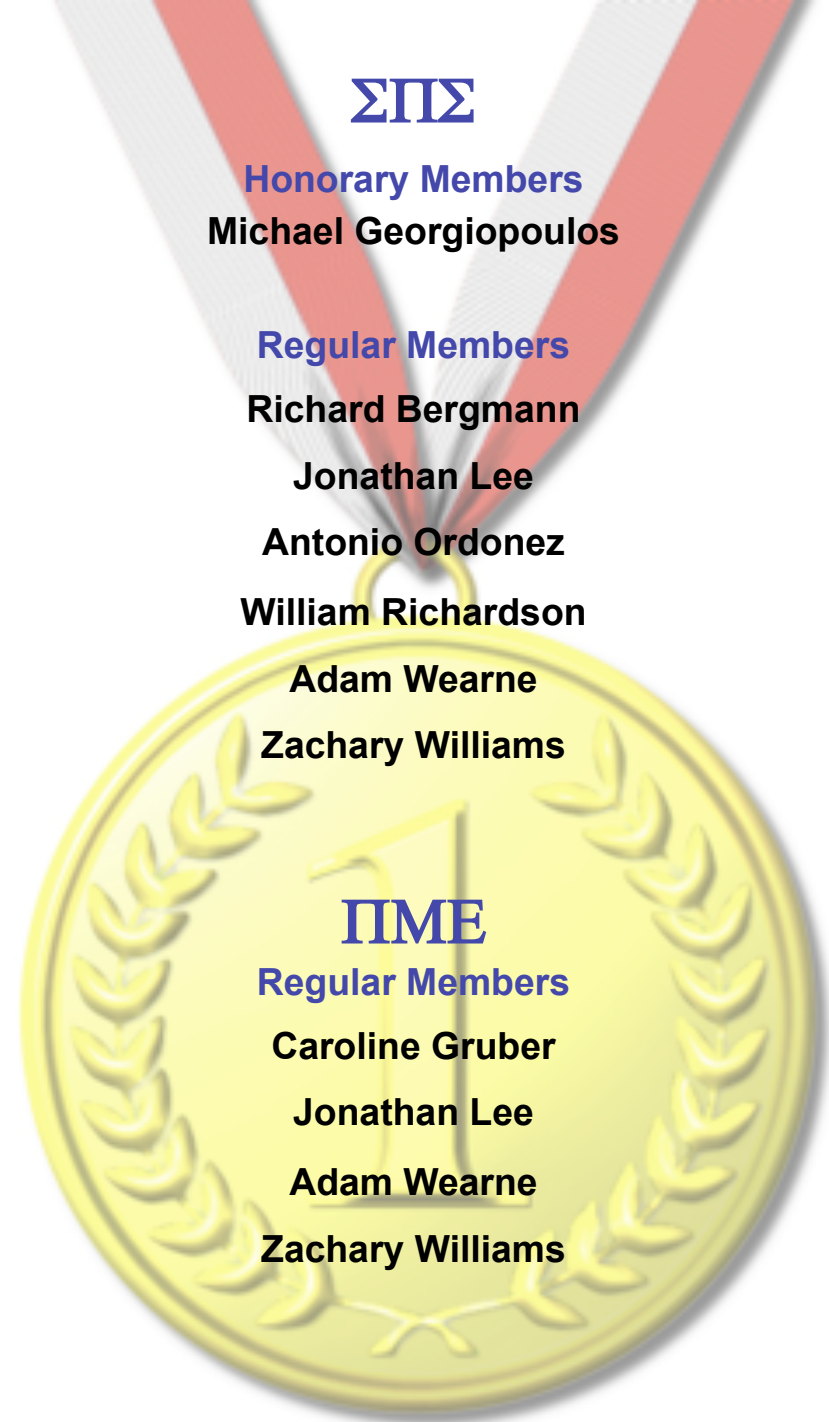 ΣΠΣ
Honorary Members
Michael Georgiopoulos
Regular Members
Richard Bergmann
Jonathan Lee
Antonio Ordonez
William Richardson
Adam Wearne
Zachary Williams
1
ΠΜΕ
Regular Members
Caroline Gruber
Jonathan Lee
Adam Wearne
Zachary Williams